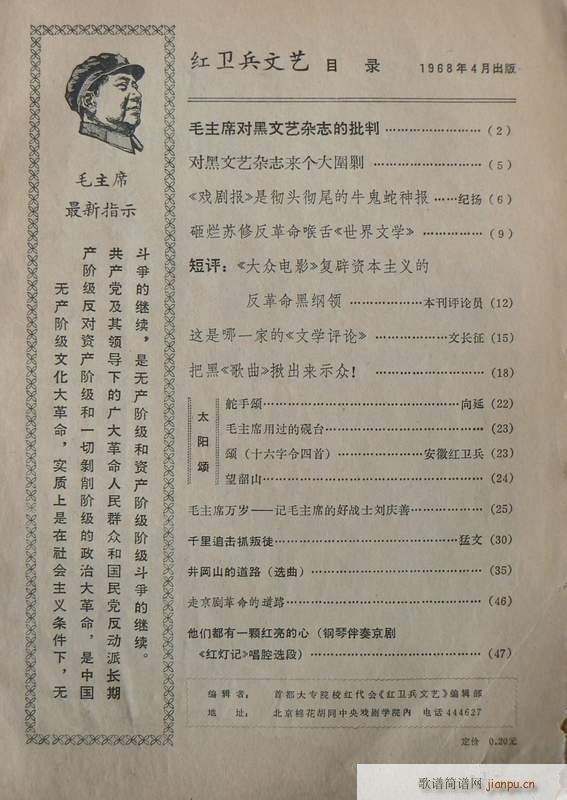 红卫兵文艺 目录 1968年4月出版
毛主席
最新指示
无产阶级文化大革命，实质上是在社会主义条件下，无
产阶级反对资产阶级和一切剥削阶级的政治大革命，是中国
共产党及其领导下的广大革命人民群众和国民党反动派长期
斗争的继续，是无产阶级和资产阶级阶级斗争的继续。
毛主席对黑文艺杂志的批判……………………（2）
对黑文艺杂志来个大围剿……………………（5）
《戏剧报》是彻头彻尾的牛鬼蛇神报……纪扬（6）
砸烂苏修反革命喉舌《世界文学》……………（9）
短评：《大众电影》复辟资本主义的
反革命黑纲领……………本刊评论员（12）
这是哪一家的《文学评论》……………文长征（15）
把黑《歌曲》揪出来示众！……………………（18）
太阳颂
舵手颂……………………………向延（22）
毛主席用过的砚台……………………（23）
颂（十六字令四首）……………安徽红卫兵（23）
望韶山……………………………（24）
毛主席万岁——记毛主席的好战士刘庆善……………（25）
千里追击抓叛徒……………………………猛文（30）
井冈山的道路（选曲）……………………………（35）
走京剧革命的道路……………………………（46）
他们都有一颗红亮的心（钢琴伴奏京剧
《红灯记》唱腔选段）……………………（47）
编辑者：首都大专院校红代会《红卫兵文艺》编辑部
地址：北京棉花胡同中央戏剧学院内 电话444627
定价 0.20元
歌谱简谱网
jianpu.cn